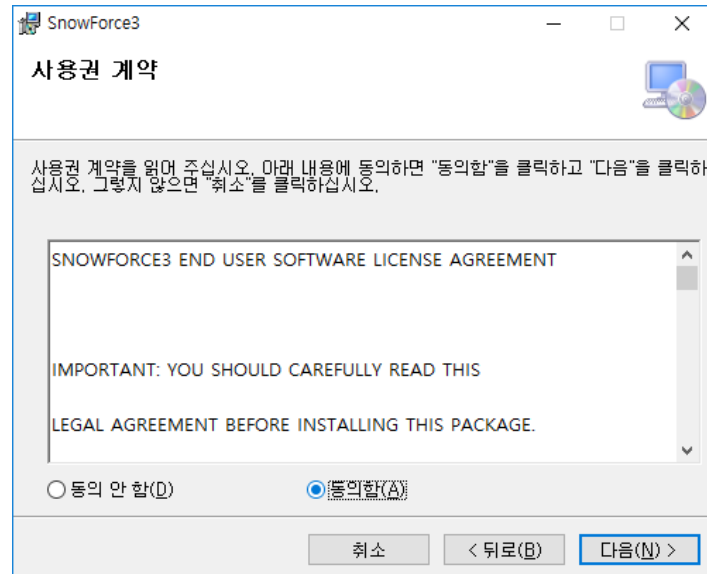 SnowForce3
사용권 계약
사용권 계약을 읽어 주십시오. 아래 내용에 동의하면 "동의함"을 클릭하고 "다음"을 클릭하
십시오. 그렇지 않으면 "취소"를 클릭하십시오.
SNOWFORCE3 END USER SOFTWARE LICENSE AGREEMENT
IMPORTANT: YOU SHOULD CAREFULLY READ THIS
LEGAL AGREEMENT BEFORE INSTALLING THIS PACKAGE.
동의 안 함(D) 동의함(A)
취소 < 뒤로(B) 다음(N) >